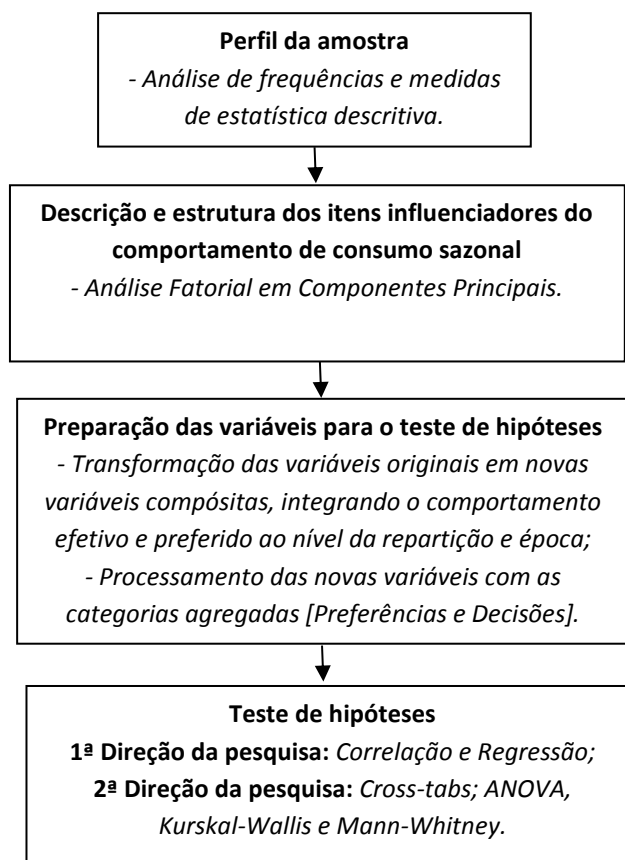 Perfil da amostra
- Análise de frequências e medidas
de estatística descritiva.
Descrição e estrutura dos itens influenciadores do
comportamento de consumo sazonal
- Análise Fatorial em Componentes Principais.
Preparação das variáveis para o teste de hipóteses
- Transformação das variáveis originais em novas
variáveis compósitas, integrando o comportamento
efetivo e preferido ao nível da repartição e época;
- Processamento das novas variáveis com as
categorias agregadas [Preferências e Decisões].
Teste de hipóteses
1ª Direção da pesquisa: Correlação e Regressão;
2ª Direção da pesquisa: Cross-tabs; ANOVA,
Kurskal-Wallis e Mann-Whitney.